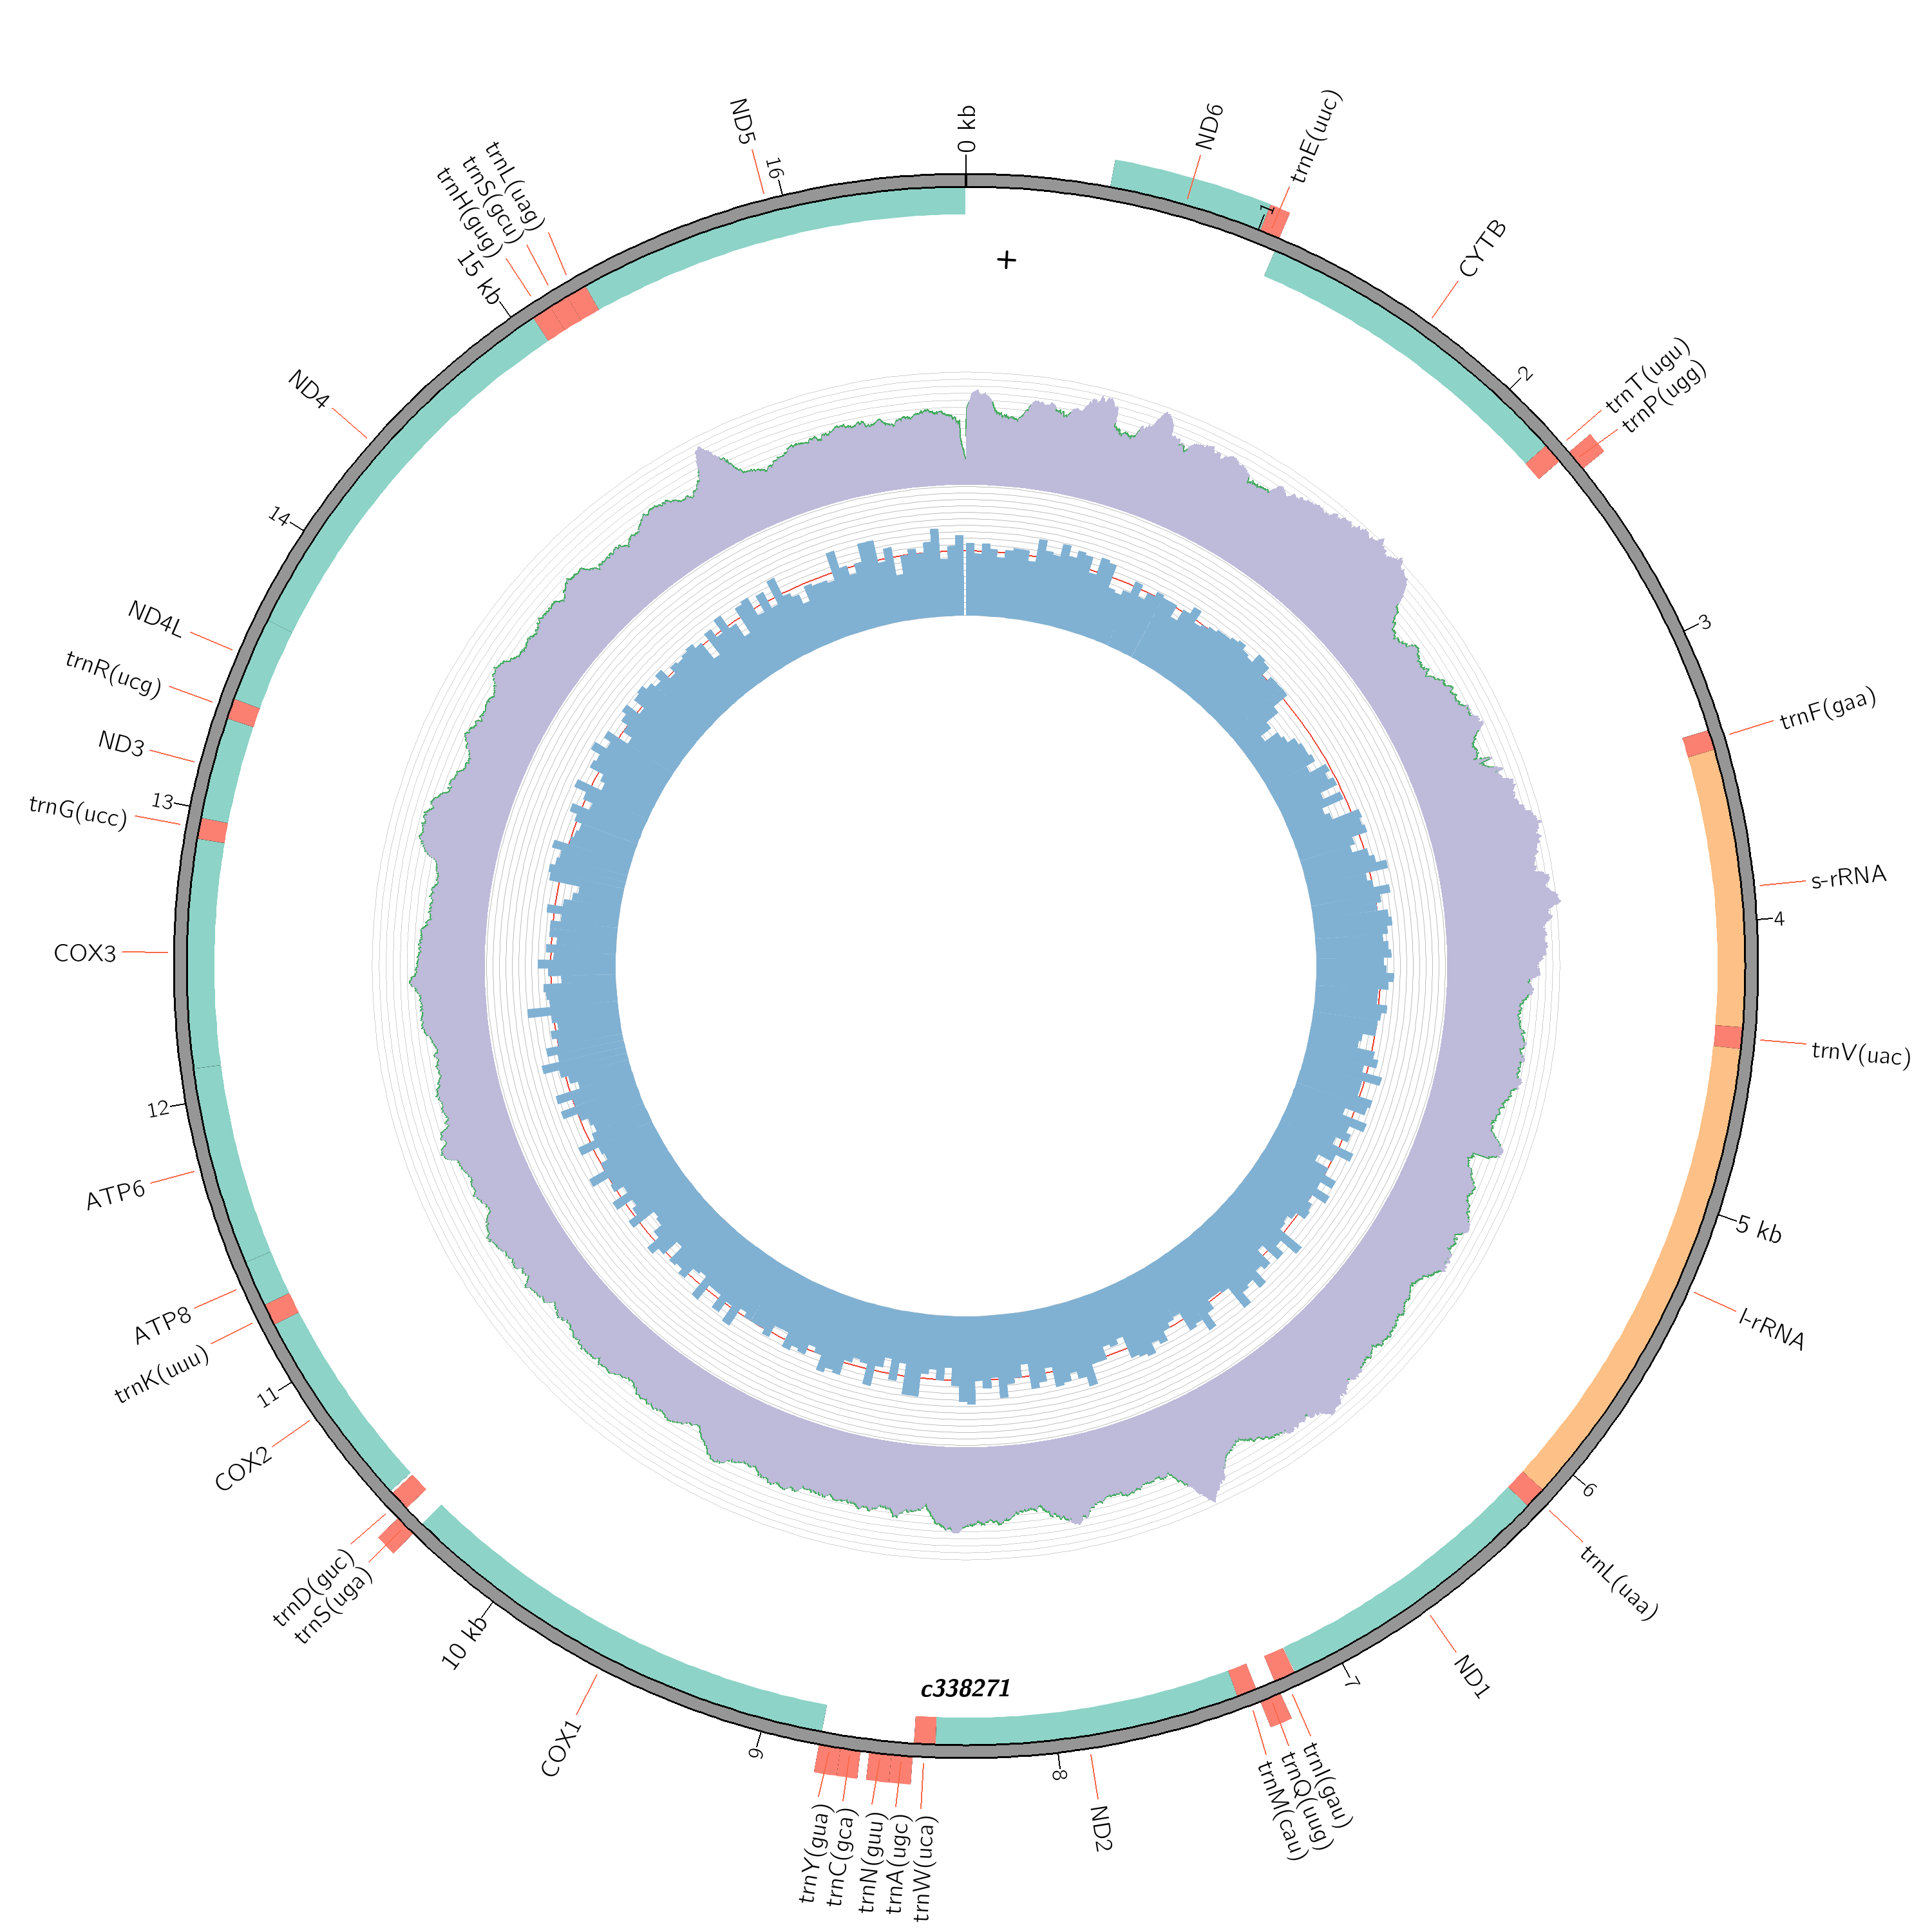 0 kb
ND6
trnE(uuc)
1
CYTB
2
trnT(ugu)
trnP(ugg)
3
trnF(gaa)
s-rRNA
4
trnV(uac)
5 kb
l-rRNA
6
trnL(uaa)
ND1
7
trnI(gau)
trnQ(uug)
trnM(cau)
ND2
8
trnW(uca)
trnA(ugc)
trnN(guu)
trnC(gca)
trnY(gua)
9
COX1
10 kb
trnS(uga)
trnD(guc)
COX2
11
trnK(uuu)
ATP8
ATP6
12
COX3
trnG(ucc)
13
ND3
trnR(ucg)
ND4L
14
ND4
15 kb
trnH(gug)
trnS(gcu)
trnL(uag)
ND5
16
+
c338271